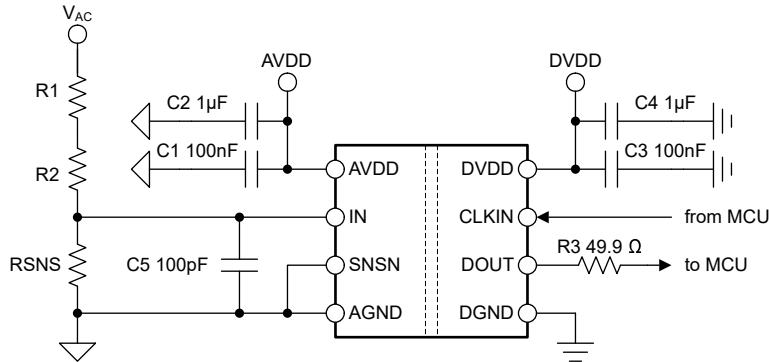 VAC
AVDD
DVDD
R1
C2 1µF
C4 1µF
C1 100nF
C3 100nF
R2
AVDD
DVDD
IN
CLKIN
from MCU
RSNS
C5 100pF
SNSN
DOUT
R3 49.9 Ω
to MCU
AGND
DGND